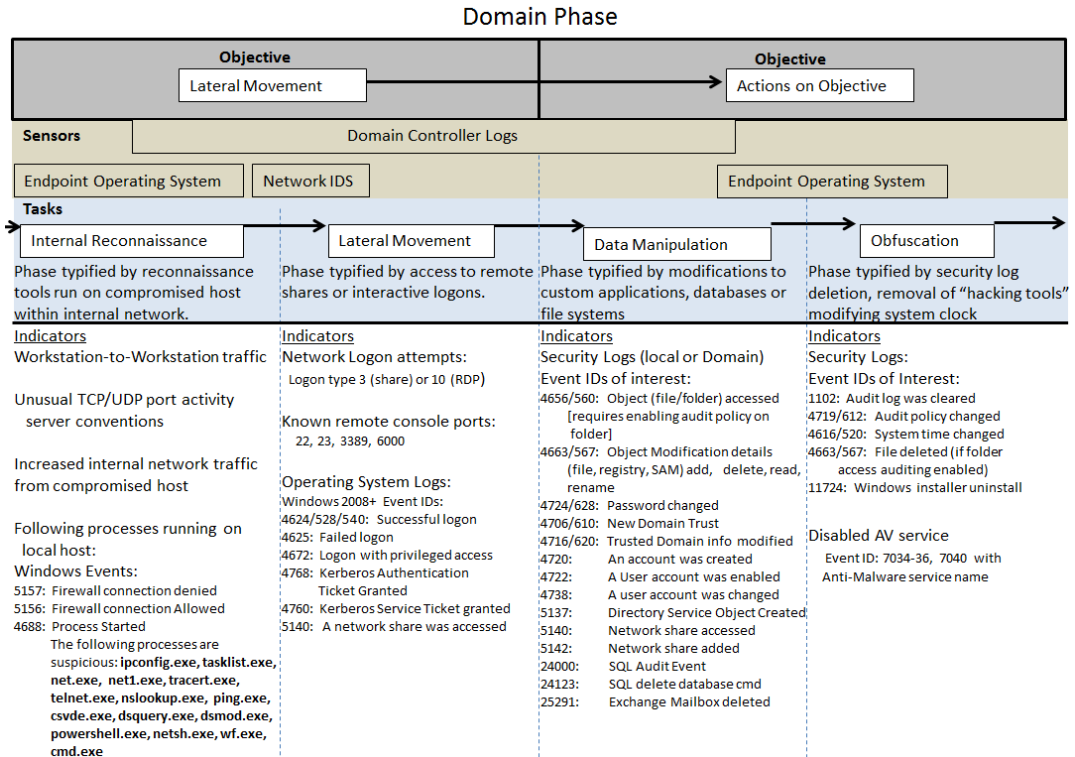 Domain Phase
Objective
Lateral Movement
Objective
Actions on Objective
Sensors
Domain Controller Logs
Endpoint Operating System
Network IDS
Endpoint Operating System
Tasks
Internal Reconnaissance
Lateral Movement
Data Manipulation
Obfuscation
Phase typified by reconnaissance
tools run on compromised host
within internal network.
Phase typified by access to remote
shares or interactive logons.
Phase typified by modifications to
custom applications, databases or
file systems
Phase typified by security log
deletion, removal of “hacking tools”
modifying system clock
Indicators
Workstation-to-Workstation traffic
Unusual TCP/UDP port activity
server conventions
Increased internal network traffic
from compromised host
Following processes running on
local host:
Windows Events:
5157: Firewall connection denied
5156: Firewall connection Allowed
4688: Process Started
The following processes are
suspicious: ipconfig.exe, tasklist.exe,
net.exe, net1.exe, tracert.exe,
telnet.exe, nslookup.exe, ping.exe,
csvde.exe, dsquery.exe, dsmod.exe,
powershell.exe, netsh.exe, wf.exe,
cmd.exe
Indicators
Network Logon attempts:
Logon type 3 (share) or 10 (RDP)
Known remote console ports:
22, 23, 3389, 6000
Operating System Logs:
Windows 2008+ Event IDs:
4624/528/540: Successful logon
4625: Failed logon
4672: Logon with privileged access
4768: Kerberos Authentication
Ticket Granted
4760: Kerberos Service Ticket granted
5140: A network share was accessed
Indicators
Security Logs (local or Domain)
Event IDs of interest:
4656/560: Object (file/folder) accessed
[requires enabling audit policy on
folder]
4663/567: Object Modification details
(file, registry, SAM) add, delete, read,
rename
4724/628: Password changed
4706/610: New Domain Trust
4716/620: Trusted Domain info modified
4720: An account was created
4722: A User account was enabled
4738: A user account was changed
5137: Directory Service Object Created
5140: Network share accessed
5142: Network share added
24000: SQL Audit Event
24123: SQL delete database cmd
25291: Exchange Mailbox deleted
Indicators
Security Logs:
Event IDs of Interest:
1102: Audit log was cleared
4719/612: Audit policy changed
4616/520: System time changed
4663/567: File deleted (if folder
access auditing enabled)
11724: Windows installer uninstall
Disabled AV service
Event ID: 7034-36, 7040 with
Anti-Malware service name